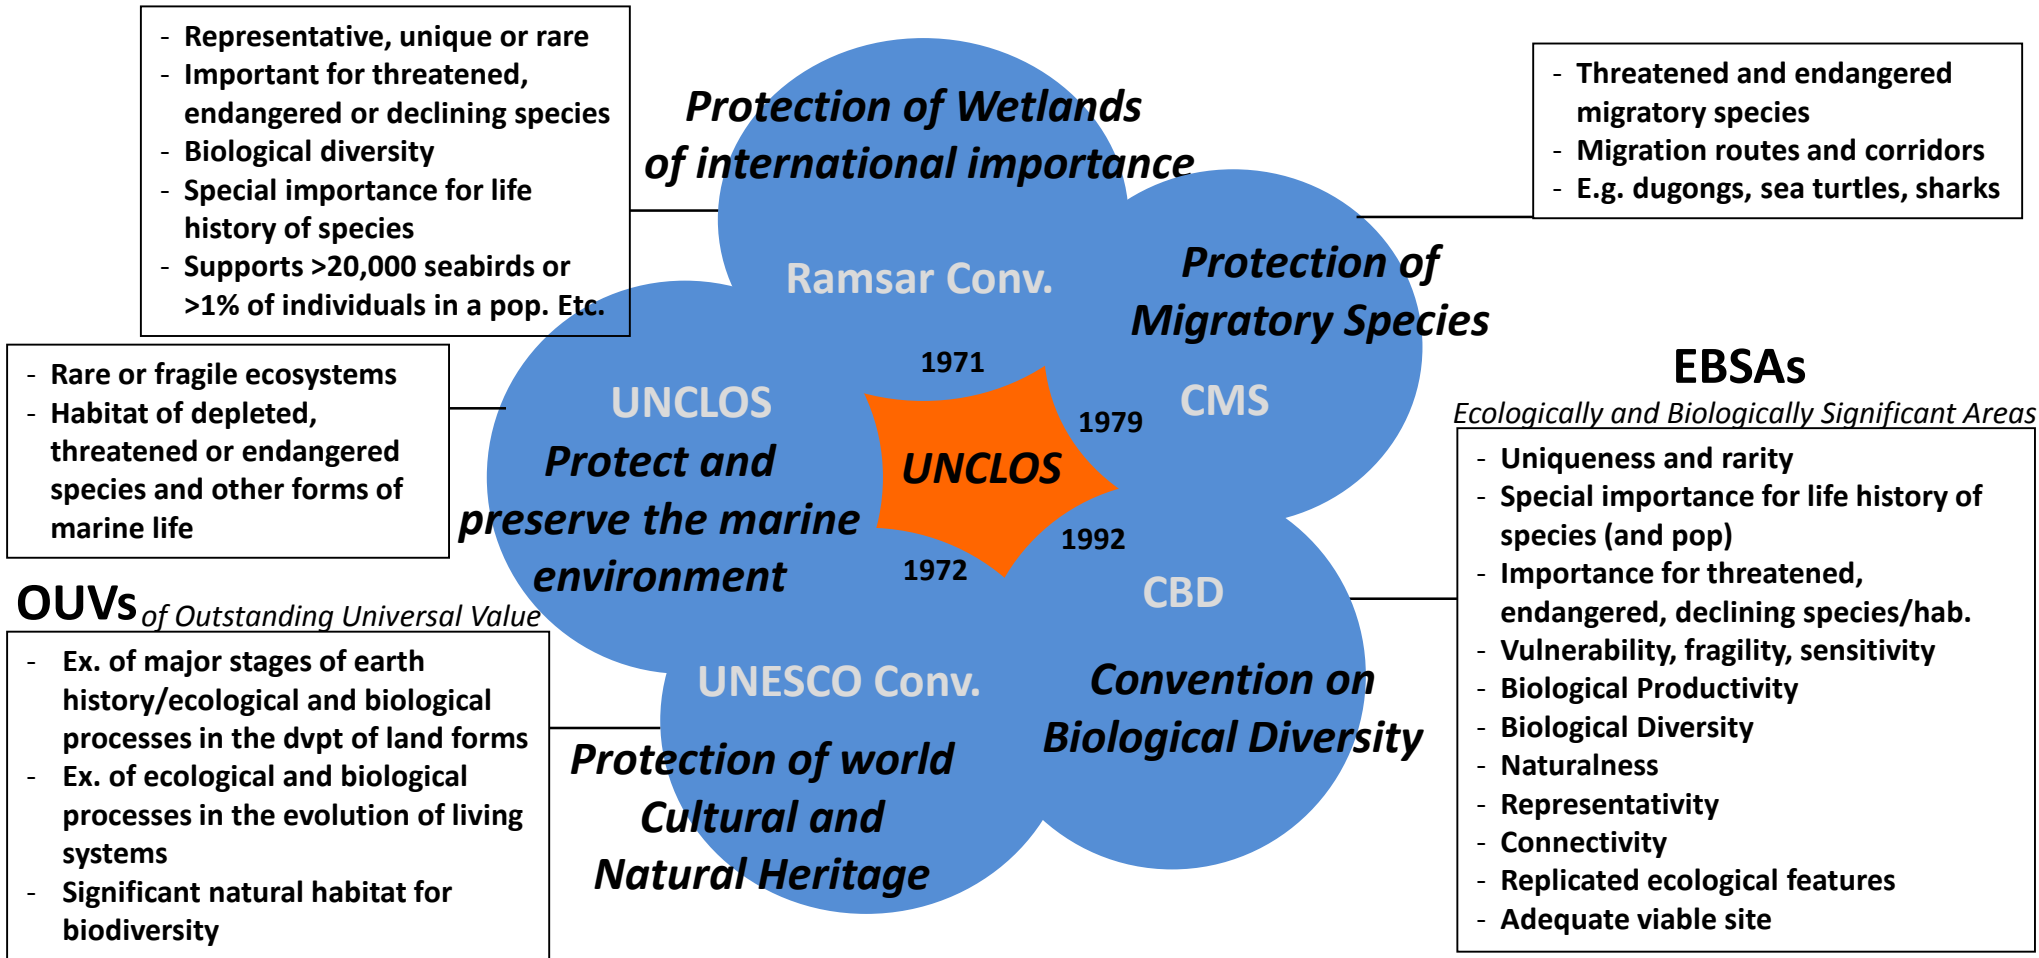 - Representative, unique or rare
- Important for threatened,
endangered or declining species
- Biological diversity
- Special importance for life
history of species
- Supports >20,000 seabirds or
>1% of individuals in a pop. Etc.
Protection of Wetlands
of international importance
Ramsar Conv.
1971
- Threatened and endangered
migratory species
- Migration routes and corridors
- E.g. dugongs, sea turtles, sharks
Protection of
Migratory Species
CMS
1979
- Rare or fragile ecosystems
- Habitat of depleted,
threatened or endangered
species and other forms of
marine life
UNCLOS
Protect and
preserve the marine
environment
UNCLOS
EBSAs
Ecologically and Biologically Significant Areas
- Uniqueness and rarity
- Special importance for life history of
species (and pop)
- Importance for threatened,
endangered, declining species/hab.
- Vulnerability, fragility, sensitivity
- Biological Productivity
- Biological Diversity
- Naturalness
- Representativity
- Connectivity
- Replicated ecological features
- Adequate viable site
1992
CBD
Convention on
Biological Diversity
1972
UNESCO Conv.
Protection of world
Cultural and
Natural Heritage
OUVs of Outstanding Universal Value
- Ex. of major stages of earth
history/ecological and biological
processes in the dvpt of land forms
- Ex. of ecological and biological
processes in the evolution of living
systems
- Significant natural habitat for
biodiversity